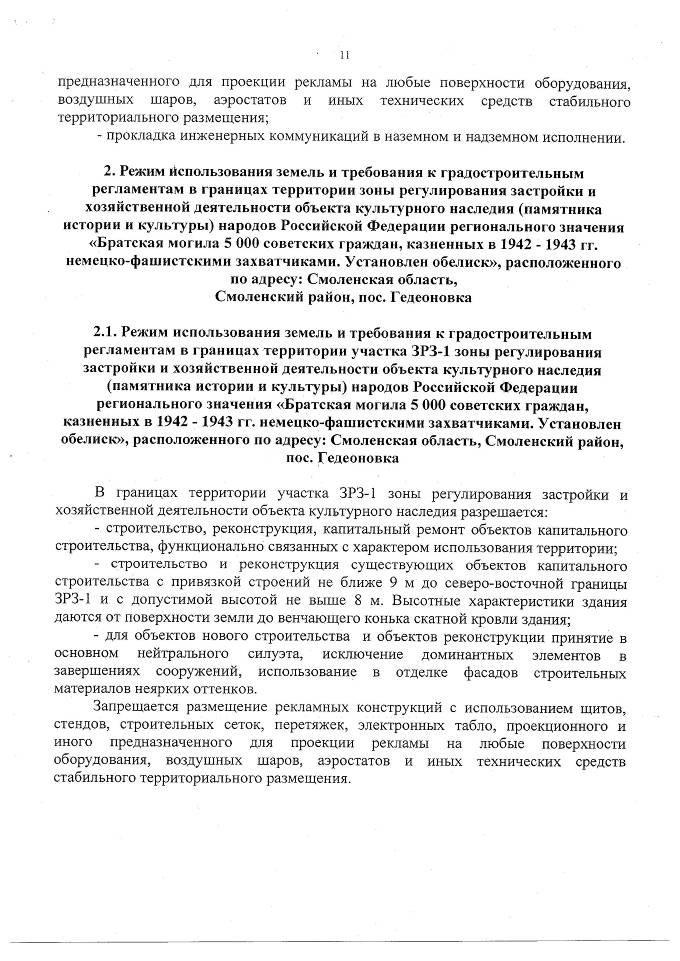 11
предназначенного для проекции рекламы на любые поверхности оборудования,
воздушных шаров, аэростатов и иных технических средств стабильного
территориального размещения;
- прокладка инженерных коммуникаций в наземном и надземном исполнении.
2. Режим использования земель и требования к градостроительным
регламентам в границах территории зоны регулирования застройки и
хозяйственной деятельности объекта культурного наследия (памятника
истории и культуры) народов Российской Федерации регионального значения
«Братская могила 5 000 советских граждан, казненных в 1942 - 1943 гг.
немецко-фашистскими захватчиками. Установлен обелиск», расположенного
по адресу: Смоленская область,
Смоленский район, пос. Гедеоновка
2.1. Режим использования земель и требования к градостроительным
регламентам в границах территории участка ЗРЗ-1 зоны регулирования
застройки и хозяйственной деятельности объекта культурного наследия
(памятника истории и культуры) народов Российской Федерации
регионального значения «Братская могила 5 000 советских граждан,
казненных в 1942 - 1943 гг. немецко-фашистскими захватчиками. Установлен
обелиск», расположенного по адресу: Смоленская область, Смоленский район,
пос. Гедеоновка
В границах территории участка ЗРЗ-1 зоны регулирования застройки и
хозяйственной деятельности объекта культурного наследия разрешается:
- строительство, реконструкция, капитальный ремонт объектов капитального
строительства, функционально связанных с характером использования территории;
- строительство и реконструкция существующих объектов капитального
строительства с привязкой строений не ближе 9 м до северо-восточной границы
ЗРЗ-1 и с допустимой высотой не выше 8 м. Высотные характеристики здания
даются от поверхности земли до венчающего конька скатной кровли здания;
- для объектов нового строительства и объектов реконструкции принятие в
основном нейтрального силуэта, исключение доминантных элементов в
завершениях сооружений, использование в отделке фасадов строительных
материалов неярких оттенков.
Запрещается размещение рекламных конструкций с использованием щитов,
стендов, строительных сеток, перетяжек, электронных табло, проекционного и
иного предназначенного для проекции рекламы на любые поверхности
оборудования, воздушных шаров, аэростатов и иных технических средств
стабильного территориального размещения.